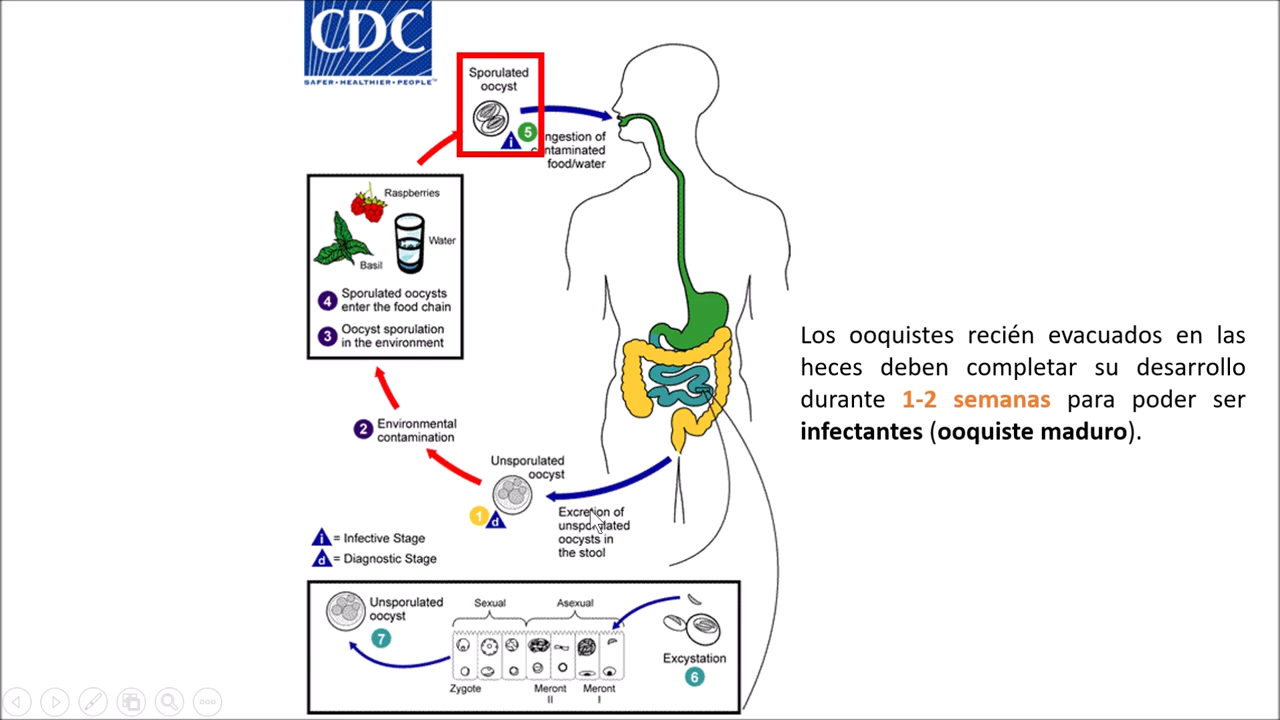 CDC
SAFER • HEALTHIER • PEOPLE™
Sporulated
oocyst
5
i
Ingestion of
contaminated
food/water
Raspberries
Water
Basil
4 Sporulated oocysts
enter the food chain
3 Oocyst sporulation
in the environment
2 Environmental
contamination
Unsporulated
oocyst
1
d
Excretion of
unsporulated
oocysts in
the stool
i = Infective Stage
d = Diagnostic Stage
Los ooquistes recién evacuados en las
heces deben completar su desarrollo
durante 1-2 semanas para poder ser
infectantes (ooquiste maduro).
Unsporulated
oocyst
7
Sexual
Asexual
Zygote
Meront
II
Meront
I
Excystation
6